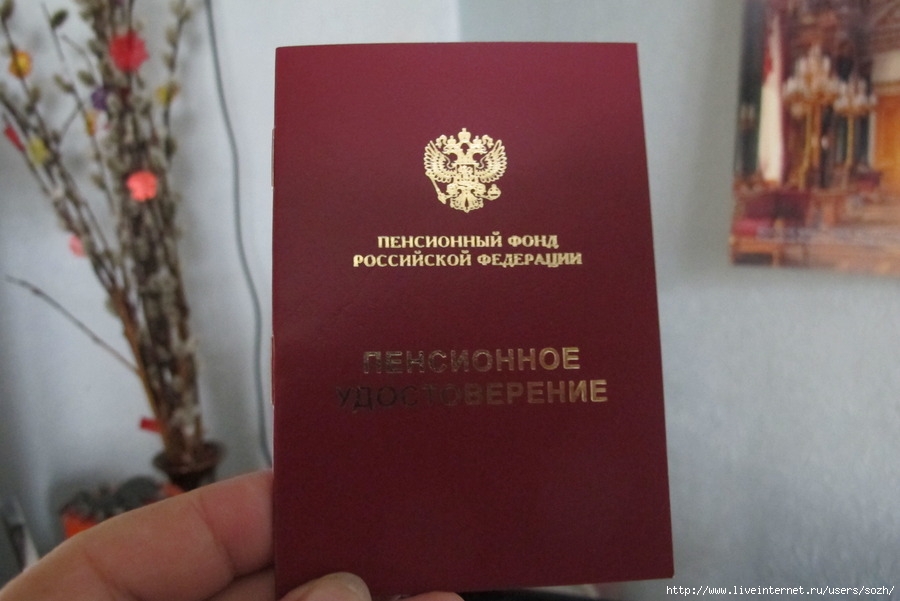 ПЕНСИОННЫЙ ФОНД
РОССИЙСКОЙ ФЕДЕРАЦИИ
ПЕНСИОННОЕ
УДОСТОВЕРЕНИЕ
http://www.liveinternet.ru/users/sozh/